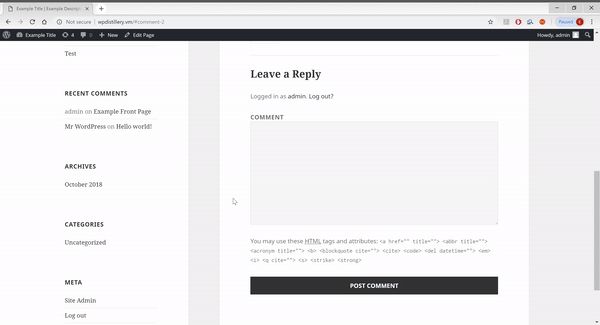 Example Title | Example Descript
Not secure | wpdistillery.vm/#comment-2
Paused
Example Title 4 New Edit Page
Howdy, admin
Test
RECENT COMMENTS
admin on Example Front Page
Mr WordPress on Hello world!
ARCHIVES
October 2018
CATEGORIES
Uncategorized
META
Site Admin
Log out
Leave a Reply
Logged in as admin. Log out?
COMMENT
You may use these HTML tags and attributes: <a href="" title=""> <abbr title="">
<acronym title=""> <b> <blockquote cite=""> <cite> <code> <del datetime=""> <em>
<i> <q cite=""> <s> <strike> <strong>
POST COMMENT